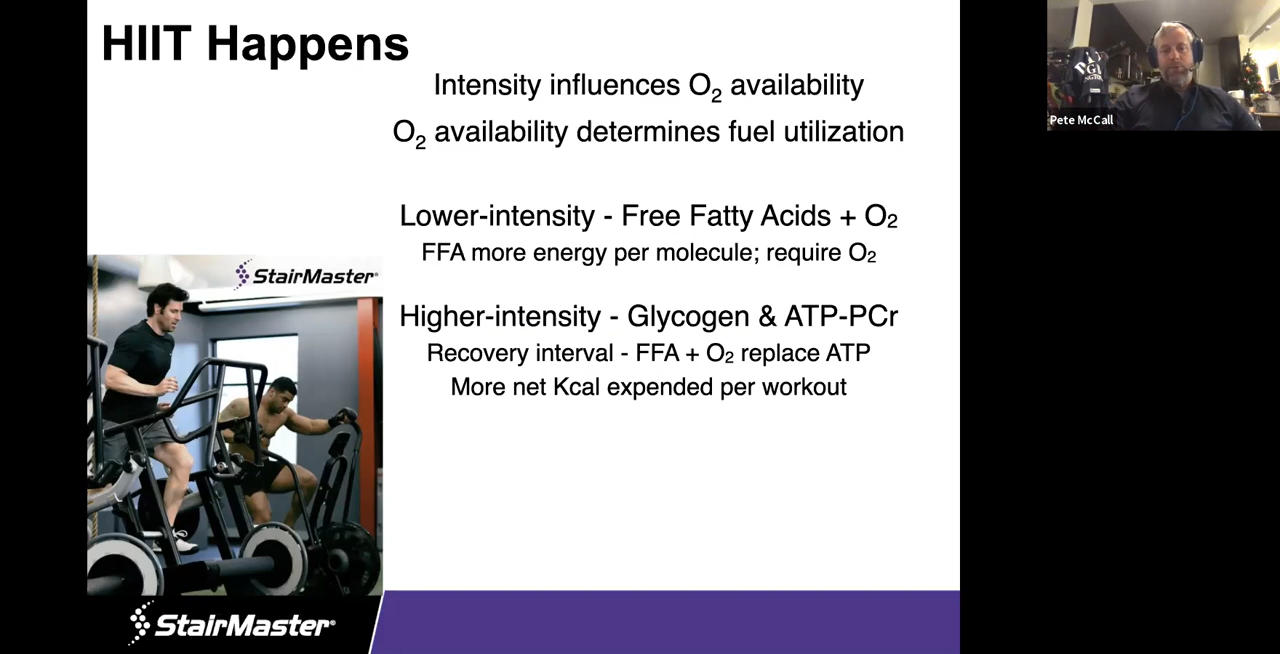 HIIT Happens
Intensity influences O₂ availability
O₂ availability determines fuel utilization
Lower-intensity - Free Fatty Acids + O₂
FFA more energy per molecule; require O₂
Higher-intensity - Glycogen & ATP-PCr
Recovery interval - FFA + O₂ replace ATP
More net Kcal expended per workout
StairMaster®
StairMaster®
Pete McCall